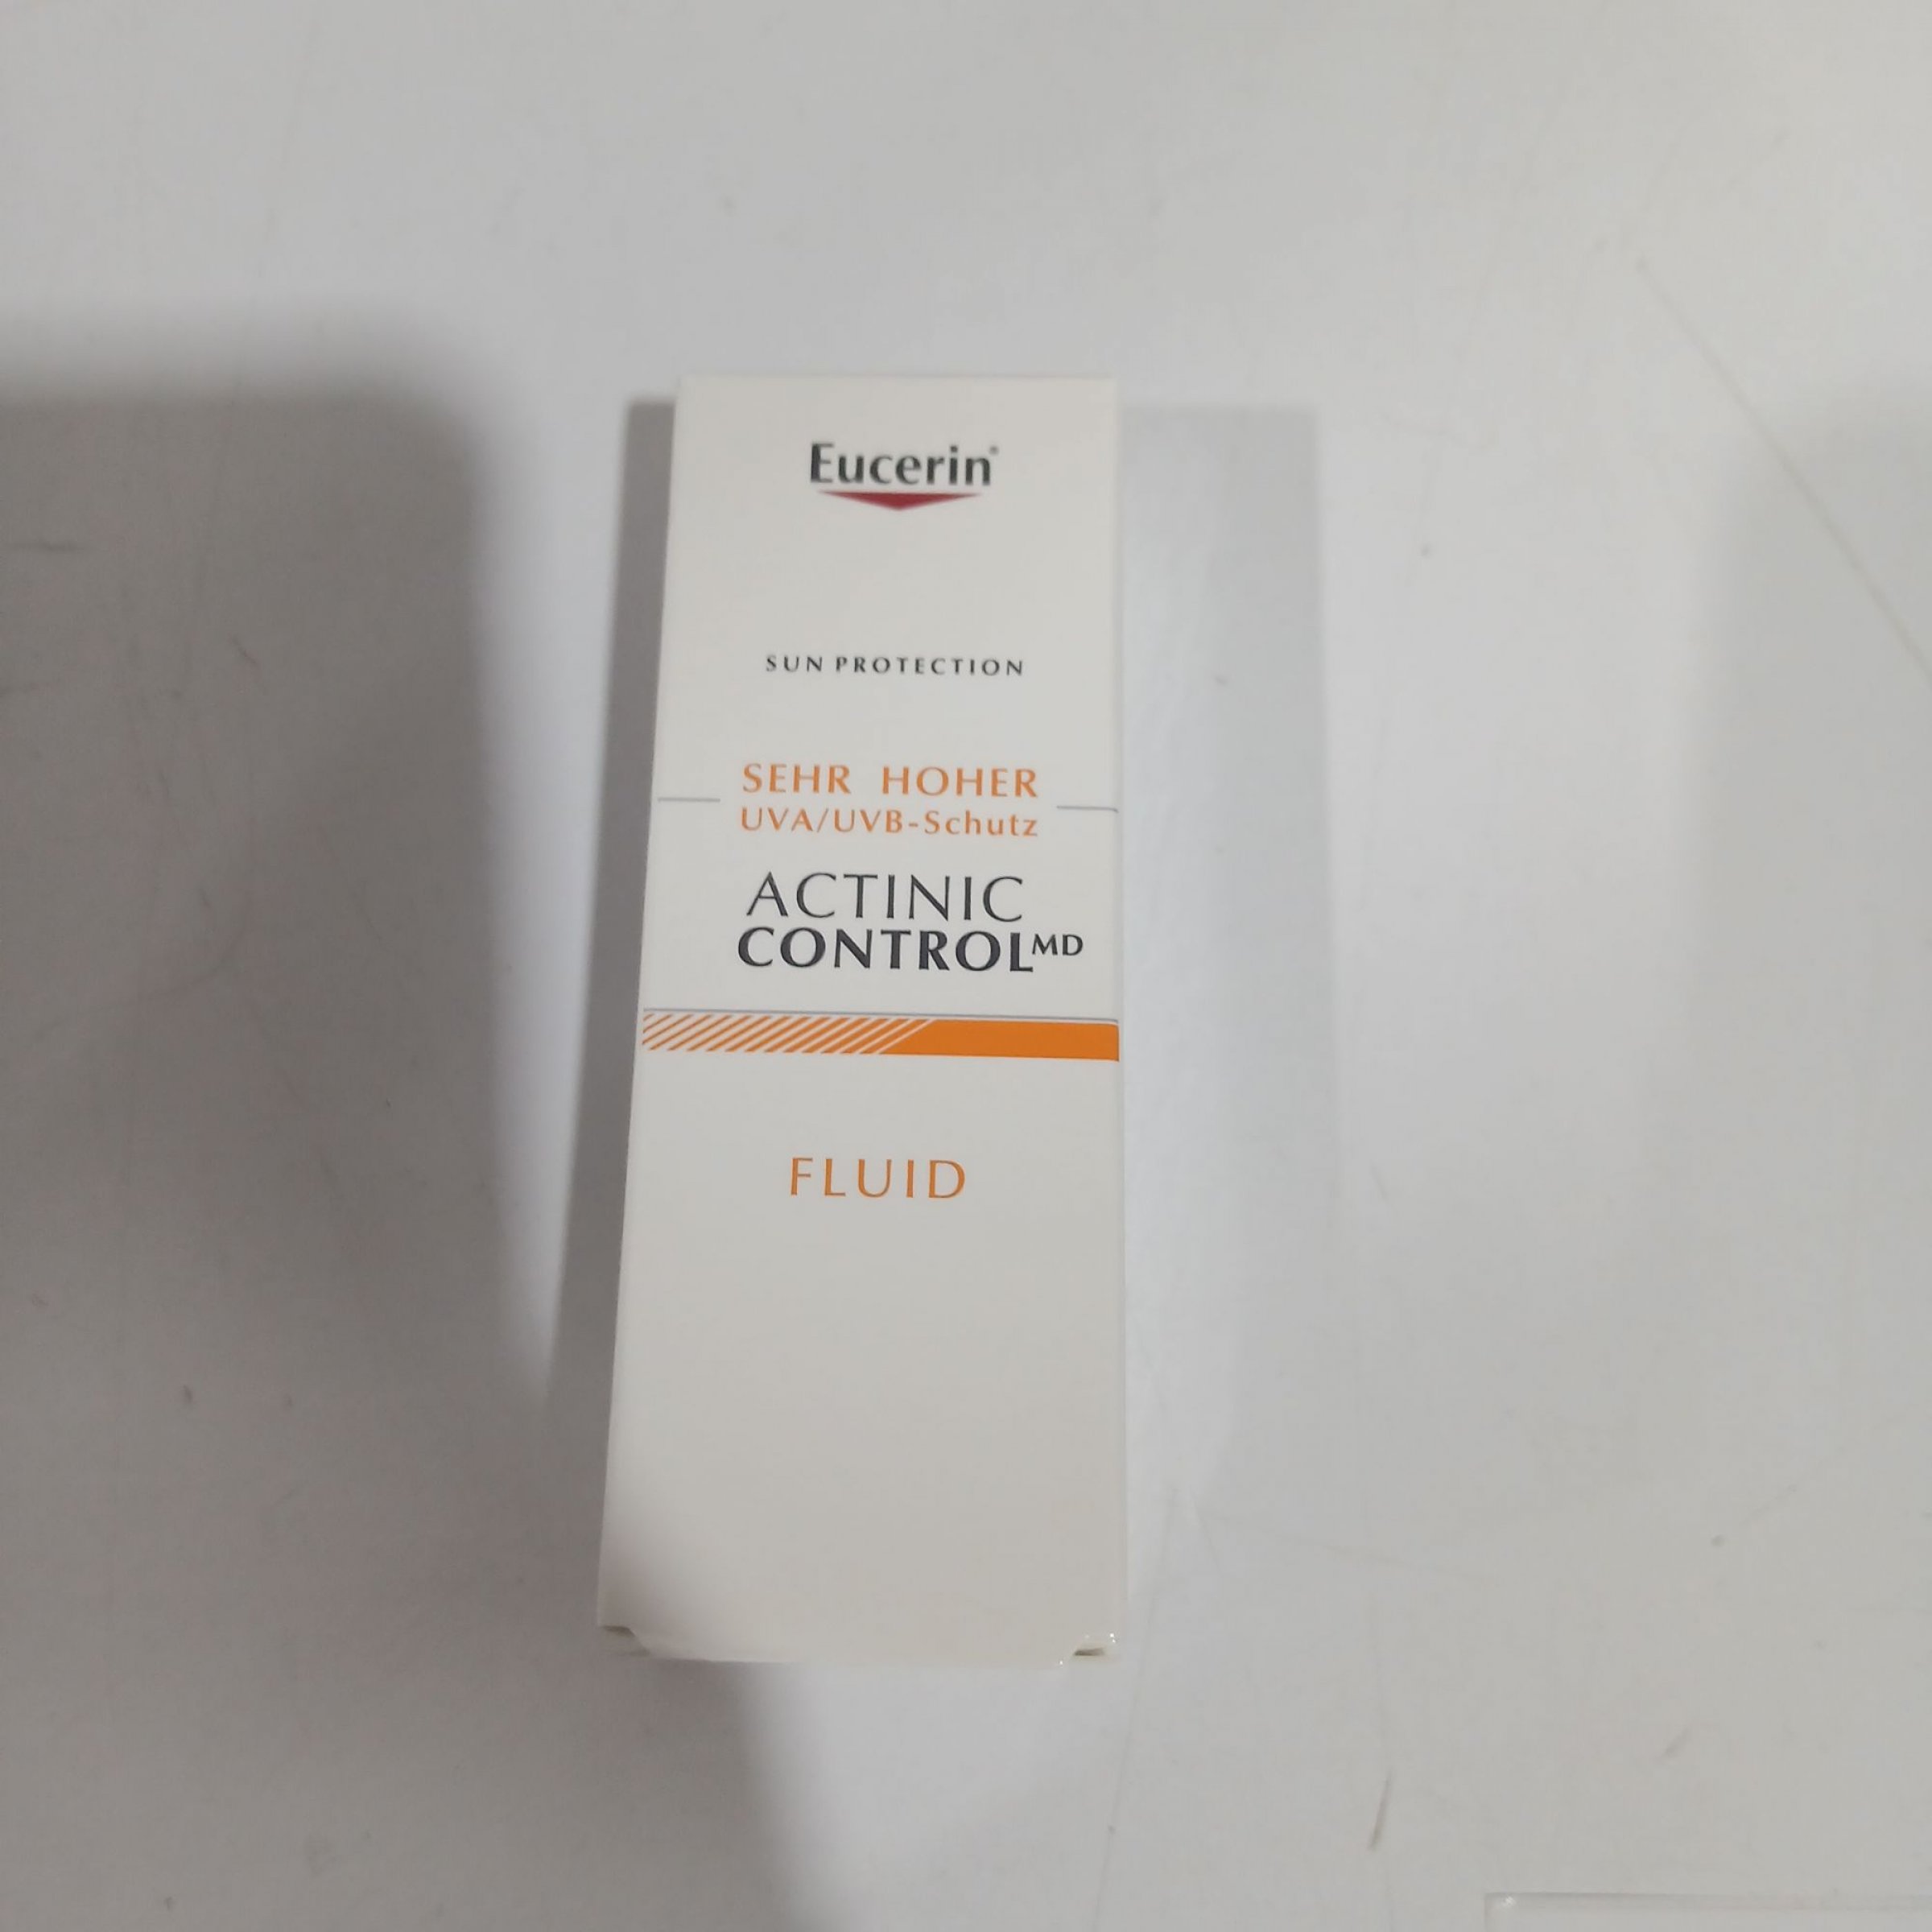 Eucerin®
SUN PROTECTION
SEHR HOHER
UVA/UVB-Schutz
ACTINIC
CONTROLMD
FLUID